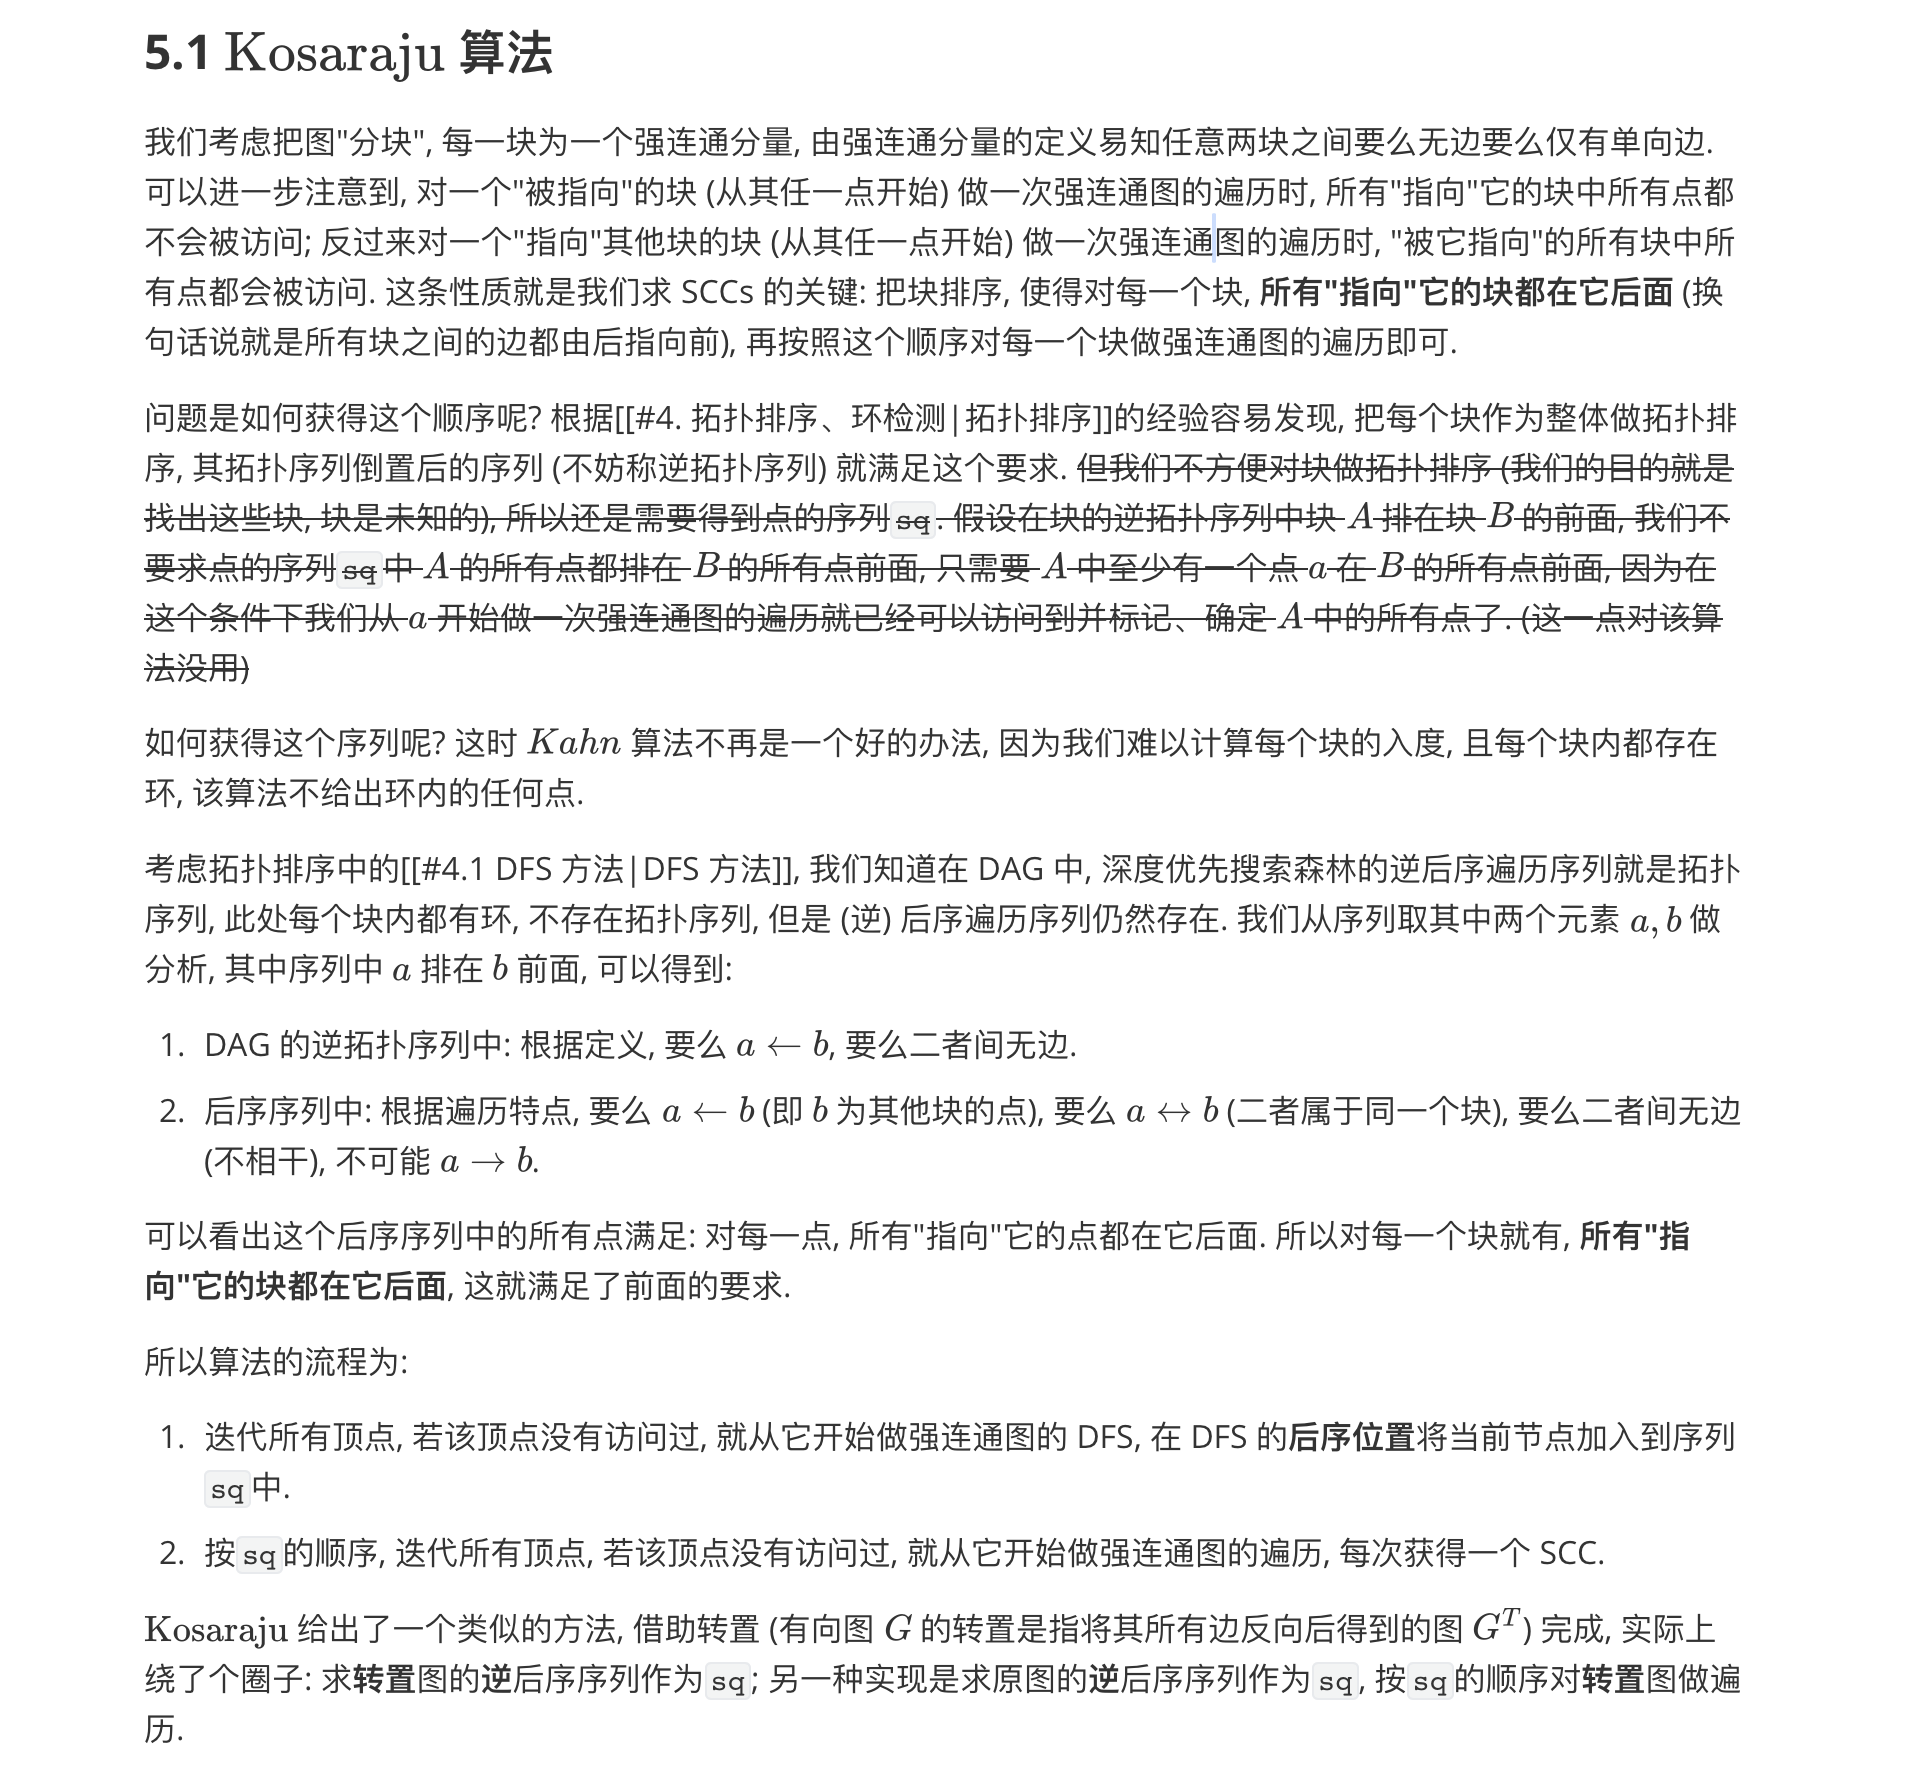 5.1 Kosaraju 算法
我们考虑把图"分块", 每一块为一个强连通分量, 由强连通分量的定义易知任意两块之间要么无边要么仅有单向边.
可以进一步注意到, 对一个"被指向"的块 (从其任一点开始) 做一次强连通图的遍历时, 所有"指向"它的块中所有点都
不会被访问; 反过来对一个"指向"其他块的块 (从其任一点开始) 做一次强连通图的遍历时, "被它指向"的所有块中所
有点都会被访问. 这条性质就是我们求 SCCs 的关键: 把块排序, 使得对每一个块, 所有"指向"它的块都在它后面 (换
句话说就是所有块之间的边都由后指向前), 再按照这个顺序对每一个块做强连通图的遍历即可.
问题是如何获得这个顺序呢? 根据[[#4. 拓扑排序、环检测|拓扑排序]]的经验容易发现, 把每个块作为整体做拓扑排
序, 其拓扑序列倒置后的序列 (不妨称逆拓扑序列) 就满足这个要求. 但我们不方便对块做拓扑排序 (我们的目的就是
找出这些块, 块是未知的), 所以还是需要得到点的序列 sq. 假设在块的逆拓扑序列中块 A 排在块 B 的前面, 我们不
要求点的序列 sq 中 A 的所有点都排在 B 的所有点前面, 只需要 A 中至少有一个点 a 在 B 的所有点前面, 因为在
这个条件下我们从 a 开始做一次强连通图的遍历就已经可以访问到并标记、确定 A 中的所有点了. (这一点对该算
法没用)
如何获得这个序列呢? 这时 Kahn 算法不再是一个好的办法, 因为我们难以计算每个块的入度, 且每个块内都存在
环, 该算法不给出环内的任何点.
考虑拓扑排序中的[[#4.1 DFS 方法|DFS 方法]], 我们知道在 DAG 中, 深度优先搜索森林的逆后序遍历序列就是拓扑
序列, 此处每个块内都有环, 不存在拓扑序列, 但是 (逆) 后序遍历序列仍然存在. 我们从序列取其中两个元素 a, b 做
分析, 其中序列中 a 排在 b 前面, 可以得到:
1. DAG 的逆拓扑序列中: 根据定义, 要么 a ← b, 要么二者间无边.
2. 后序序列中: 根据遍历特点, 要么 a ← b (即 b 为其他块的点), 要么 a ↔ b (二者属于同一个块), 要么二者间无边
(不相干), 不可能 a → b.
可以看出这个后序序列中的所有点满足: 对每一点, 所有"指向"它的点都在它后面. 所以对每一个块就有, 所有"指
向"它的块都在它后面, 这就满足了前面的要求.
所以算法的流程为:
1. 迭代所有顶点, 若该顶点没有访问过, 就从它开始做强连通图的 DFS, 在 DFS 的后序位置将当前节点加入到序列
sq 中.
2. 按 sq 的顺序, 迭代所有顶点, 若该顶点没有访问过, 就从它开始做强连通图的遍历, 每次获得一个 SCC.
Kosaraju 给出了一个类似的方法, 借助转置 (有向图 G 的转置是指将其所有边反向后得到的图 G^T) 完成, 实际上
绕了个圈子: 求转置图的逆后序序列作为 sq; 另一种实现是求原图的逆后序序列作为 sq, 按 sq 的顺序对转置图做遍
历.